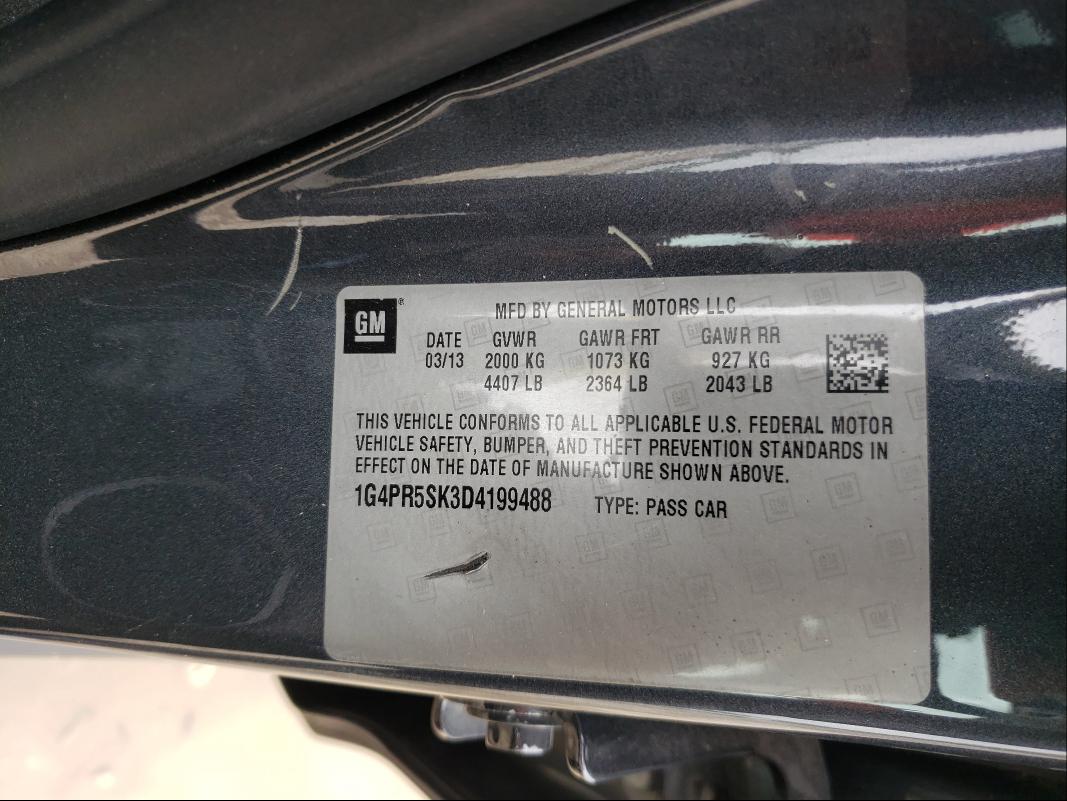 GM
MFD BY GENERAL MOTORS LLC
DATE GVWR GAWR FRT GAWR RR
03/13 2000 KG 1073 KG 927 KG
4407 LB 2364 LB 2043 LB
THIS VEHICLE CONFORMS TO ALL APPLICABLE U.S. FEDERAL MOTOR
VEHICLE SAFETY, BUMPER, AND THEFT PREVENTION STANDARDS IN
EFFECT ON THE DATE OF MANUFACTURE SHOWN ABOVE.
1G4PR5SK3D4199488 TYPE: PASS CAR